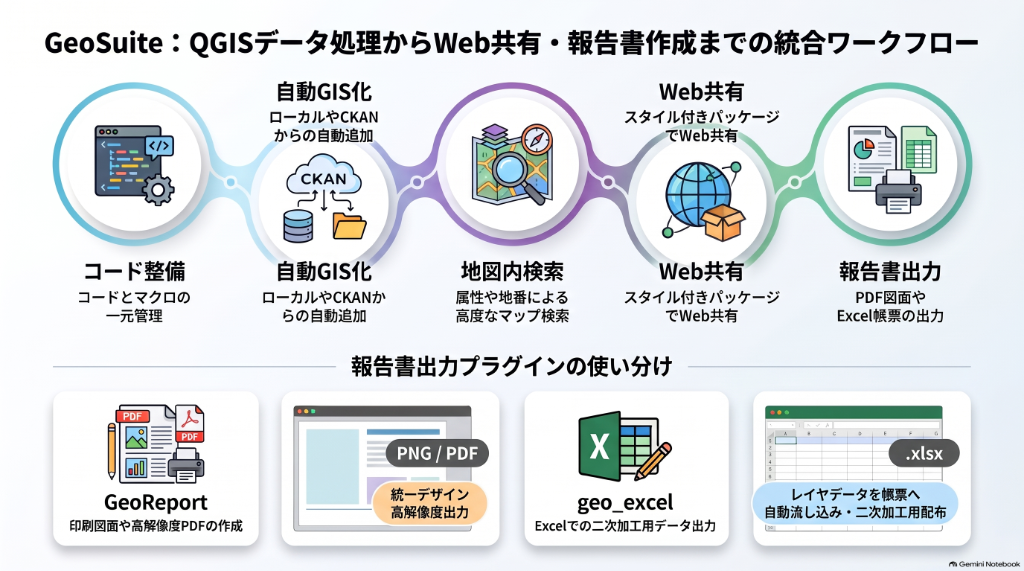 GeoSuite：QGISデータ処理からWeb共有・報告書作成までの統合ワークフロー
自動GIS化
ローカルやCKAN
からの自動追加
Web共有
スタイル付きパッケージ
でWeb共有
</>
CKAN
コード整備
コードとマクロの
一元管理
自動GIS化
ローカルやCKANか
らの自動追加
地図内検索
属性や地番による
高度なマップ検索
Web共有
スタイル付きパッケージ
でWeb共有
報告書出力
PDF図面や
Excel帳票の出力
報告書出力プラグインの使い分け
PDF
PDF
GeoReport
印刷図面や高解像度PDFの作成
PNG / PDF
統一デザイン
高解像度出力
X
geo_excel
Excelでの二次加工用データ出力
.xlsx
レイヤデータを帳票へ
自動流し込み・二次加工用配布
Gemini Notebook